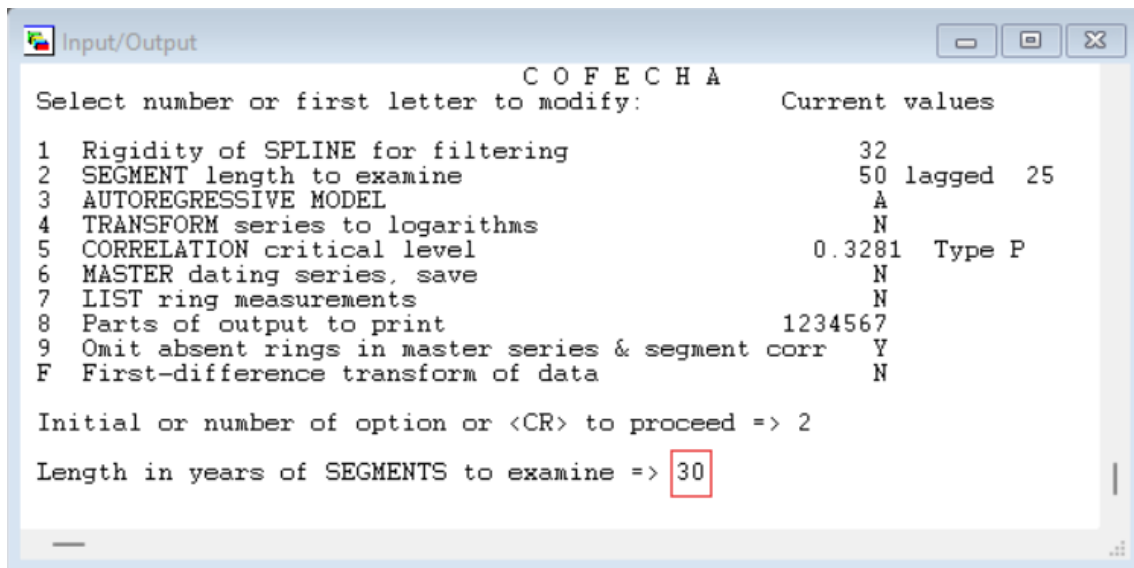 Input/Output
C O F E C H A
Select number or first letter to modify: Current values
1 Rigidity of SPLINE for filtering 32
2 SEGMENT length to examine 50 lagged 25
3 AUTOREGRESSIVE MODEL A
4 TRANSFORM series to logarithms N
5 CORRELATION critical level 0.3281 Type P
6 MASTER dating series, save N
7 LIST ring measurements N
8 Parts of output to print 1234567
9 Omit absent rings in master series & segment corr Y
F First-difference transform of data N
Initial or number of option or <CR> to proceed => 2
Length in years of SEGMENTS to examine => 30